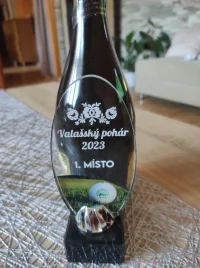 Valašský pohár
2023
1. MÍSTO